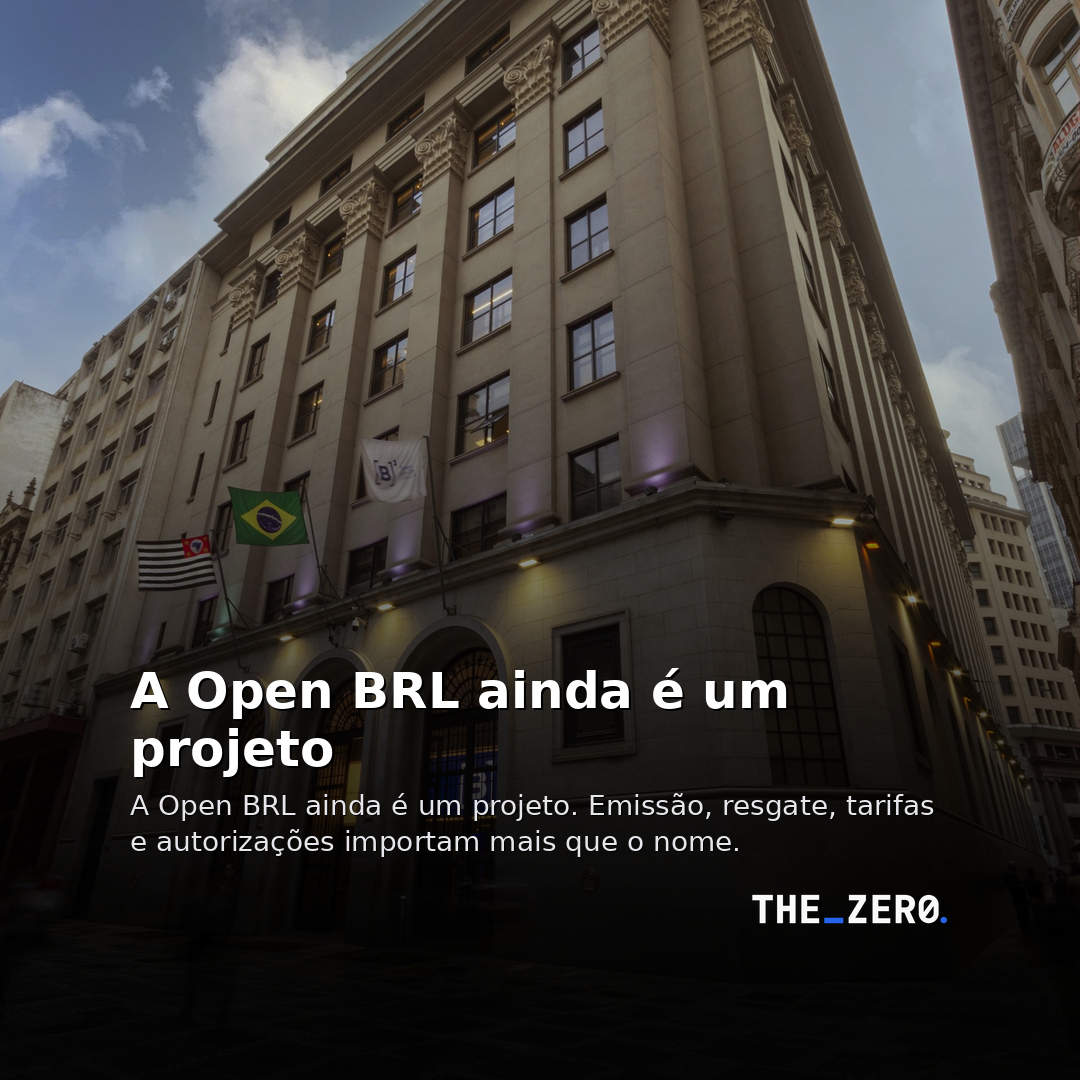 [B]³
A Open BRL ainda é um
projeto
A Open BRL ainda é um projeto. Emissão, resgate, tarifas
e autorizações importam mais que o nome.
THE_ZERO.